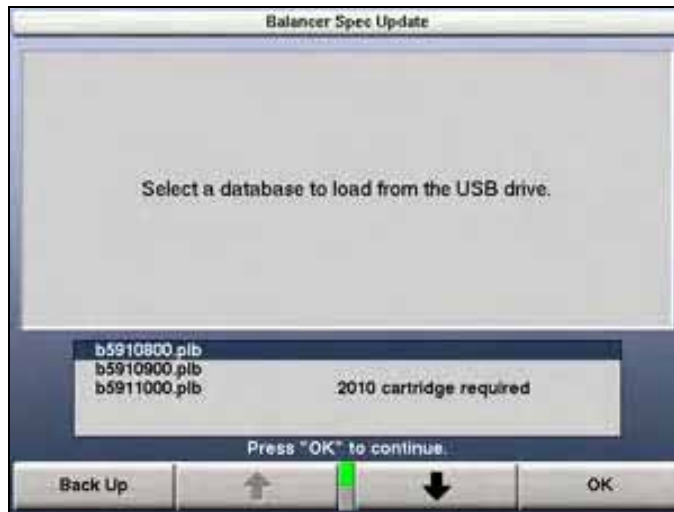 Balancer Spec Update
Select a database to load from the USB drive.
b5910800.plb
b5910900.plb
b5911000.plb 2010 cartridge required
Press "OK" to continue.
Back Up OK